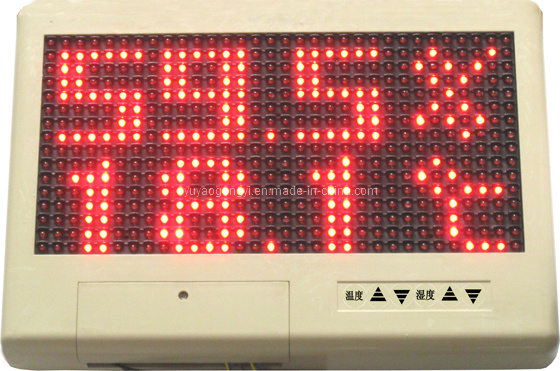 59.5%
18.1℃
yuyaogongyi.en.made-in-china.com
温度 湿度